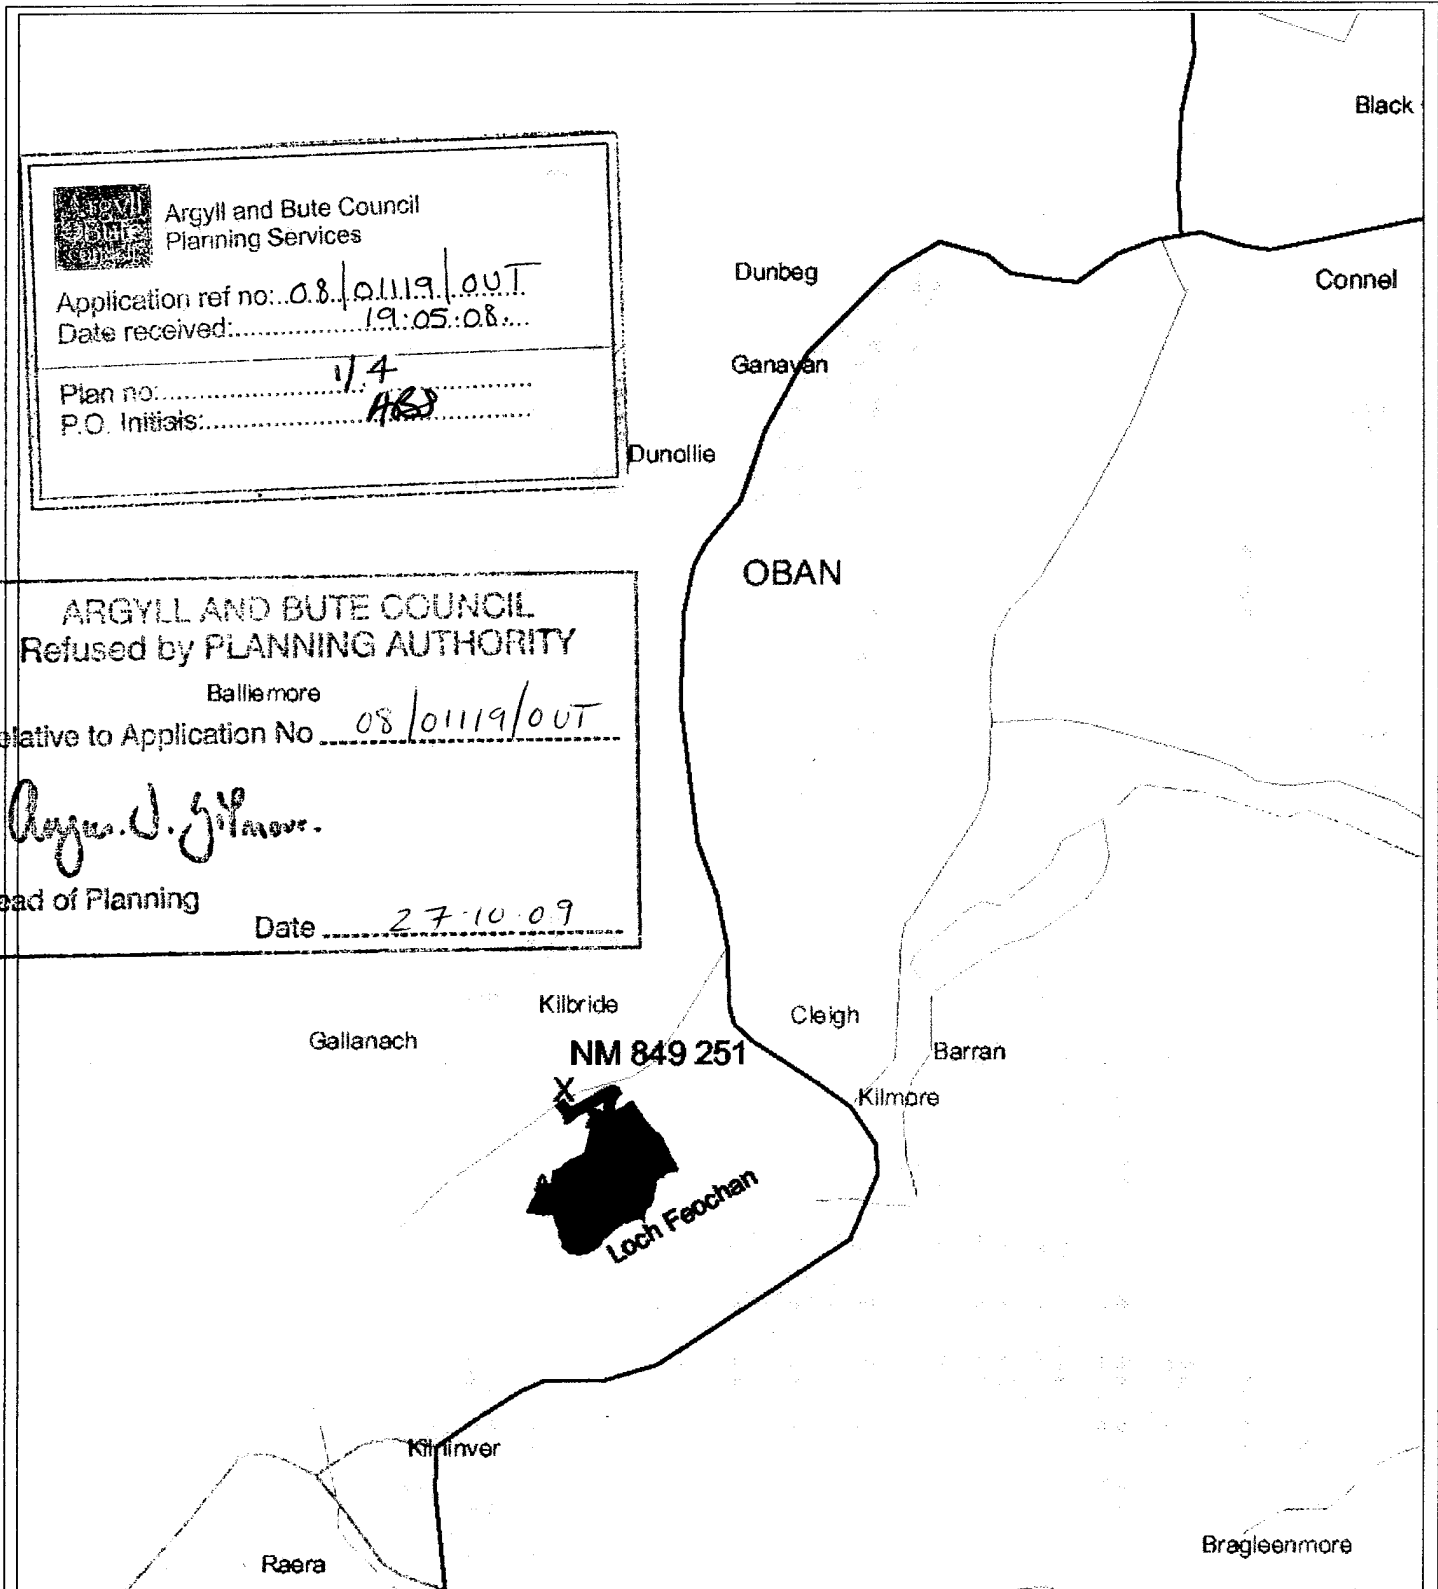 Black
Argyll and Bute Council
Planning Services
Application ref no: 08/01119/OUT
Date received: 19.05.08.
Plan no: 1/4
P.O. Initials:
Dunbeg
Connel
Ganavan
Dunollie
OBAN
ARGYLL AND BUTE COUNCIL
Refused by PLANNING AUTHORITY
Balliemore
elative to Application No 08/01119/OUT
Angus. J. Gilmour.
ead of Planning
Date 27.10.09
Kilbride
Cleigh
Gallanach
NM 849 251
Barran
X
Kilmore
Loch Feochan
Kilninver
Bragleenmore
Raera